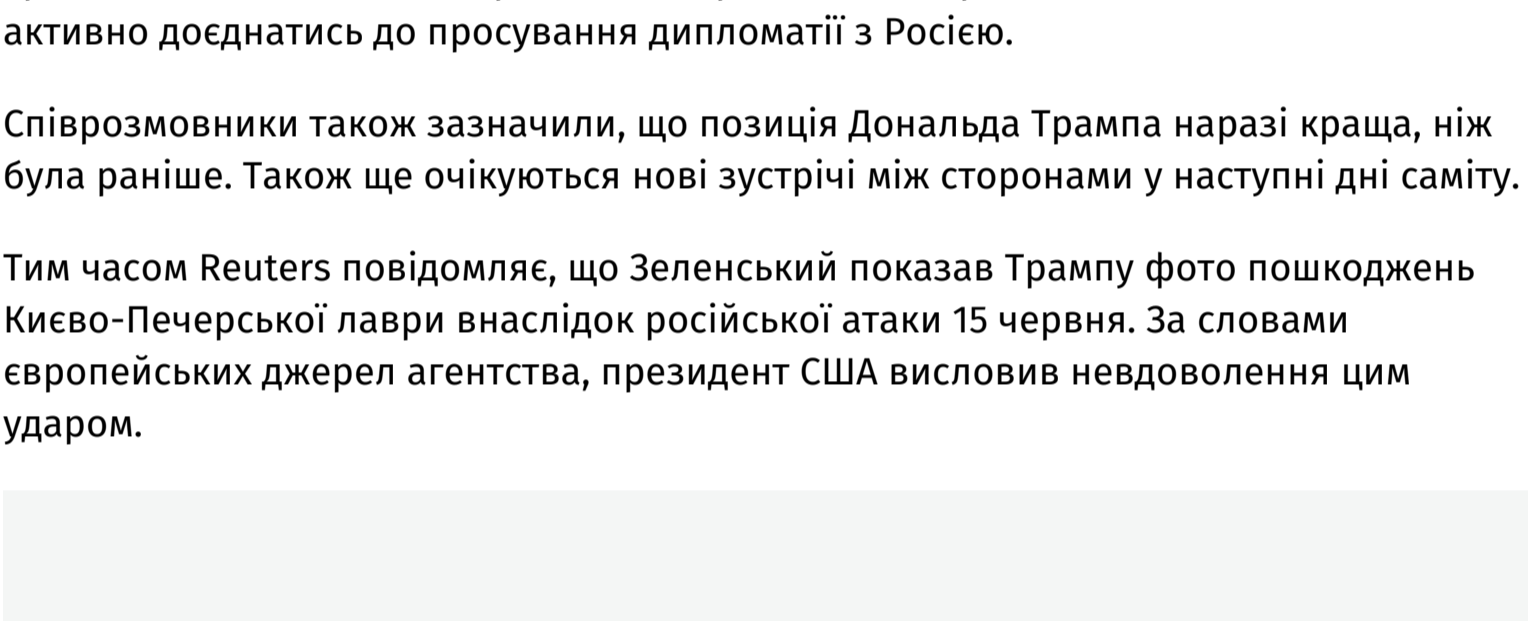 активно доєднатись до просування дипломатії з Росією.
Співрозмовники також зазначили, що позиція Дональда Трампа наразі краща, ніж
була раніше. Також ще очікуються нові зустрічі між сторонами у наступні дні саміту.
Тим часом Reuters повідомляє, що Зеленський показав Трампу фото пошкоджень
Києво-Печерської лаври внаслідок російської атаки 15 червня. За словами
європейських джерел агентства, президент США висловив невдоволення цим
ударом.